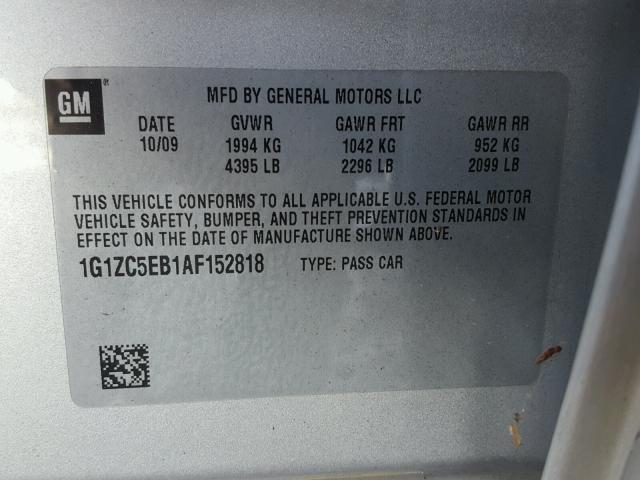 GM
MFD BY GENERAL MOTORS LLC
DATE GVWR GAWR FRT GAWR RR
10/09 1994 KG 1042 KG 952 KG
4395 LB 2296 LB 2099 LB
THIS VEHICLE CONFORMS TO ALL APPLICABLE U.S. FEDERAL MOTOR
VEHICLE SAFETY, BUMPER, AND THEFT PREVENTION STANDARDS IN
EFFECT ON THE DATE OF MANUFACTURE SHOWN ABOVE.
1G1ZC5EB1AF152818 TYPE: PASS CAR